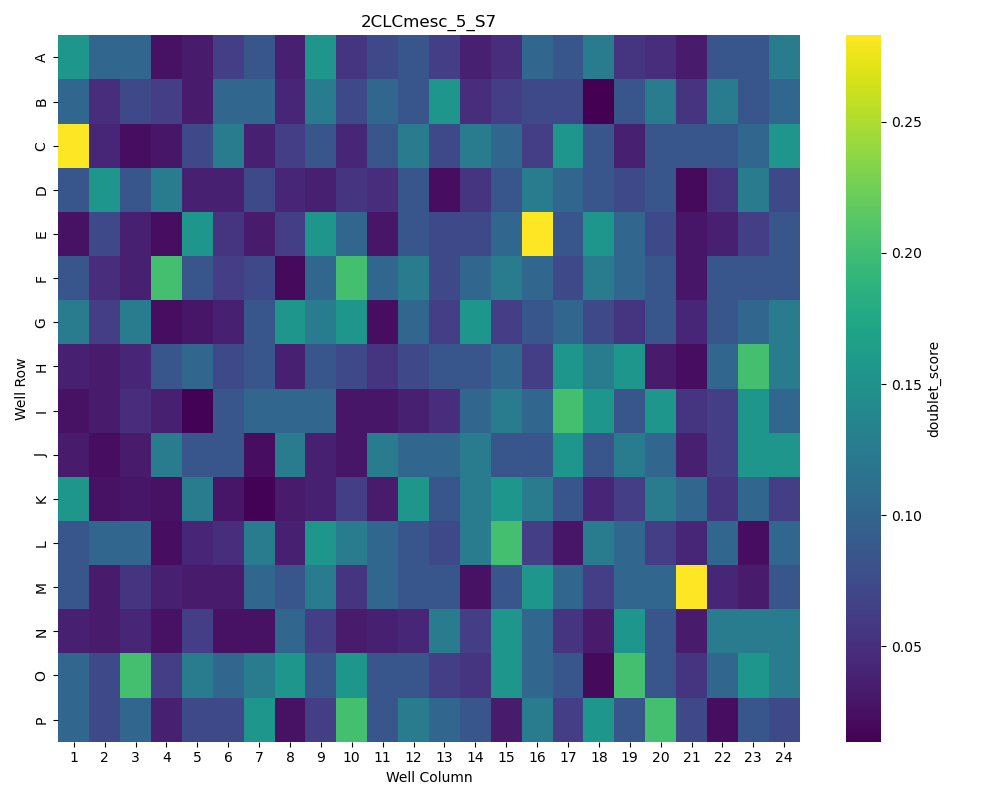 2CLCmesc_5_S7
A
B
C
D
E
F
G
H
I
J
K
L
M
N
O
P
Well Row
1 2 3 4 5 6 7 8 9 10 11 12 13 14 15 16 17 18 19 20 21 22 23 24
Well Column
0.25
0.20
0.15
0.10
0.05
doublet_score